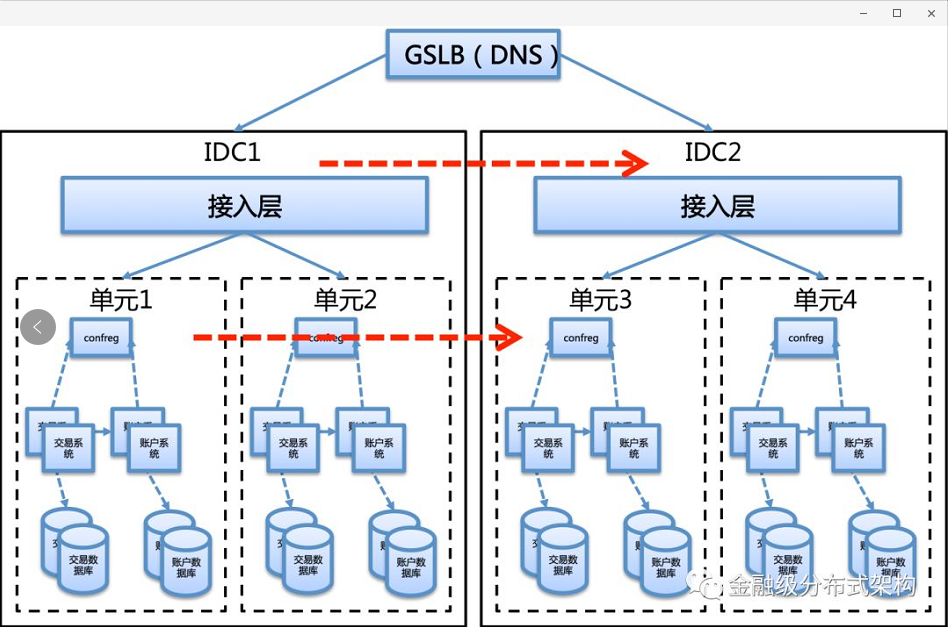 GSLB（DNS）
IDC1
IDC2
接入层
接入层
单元1
单元2
单元3
单元4
confreg
confreg
confreg
confreg
交易系
统
账户系
统
交易系
统
账户系
统
交易系
统
账户系
统
交易系
统
账户系
统
交易数
据库
账户数
据库
交易数
据库
账户数
据库
交易数
据库
账户数
据库
交易数
据库
账户数
据库
金融级分布式架构